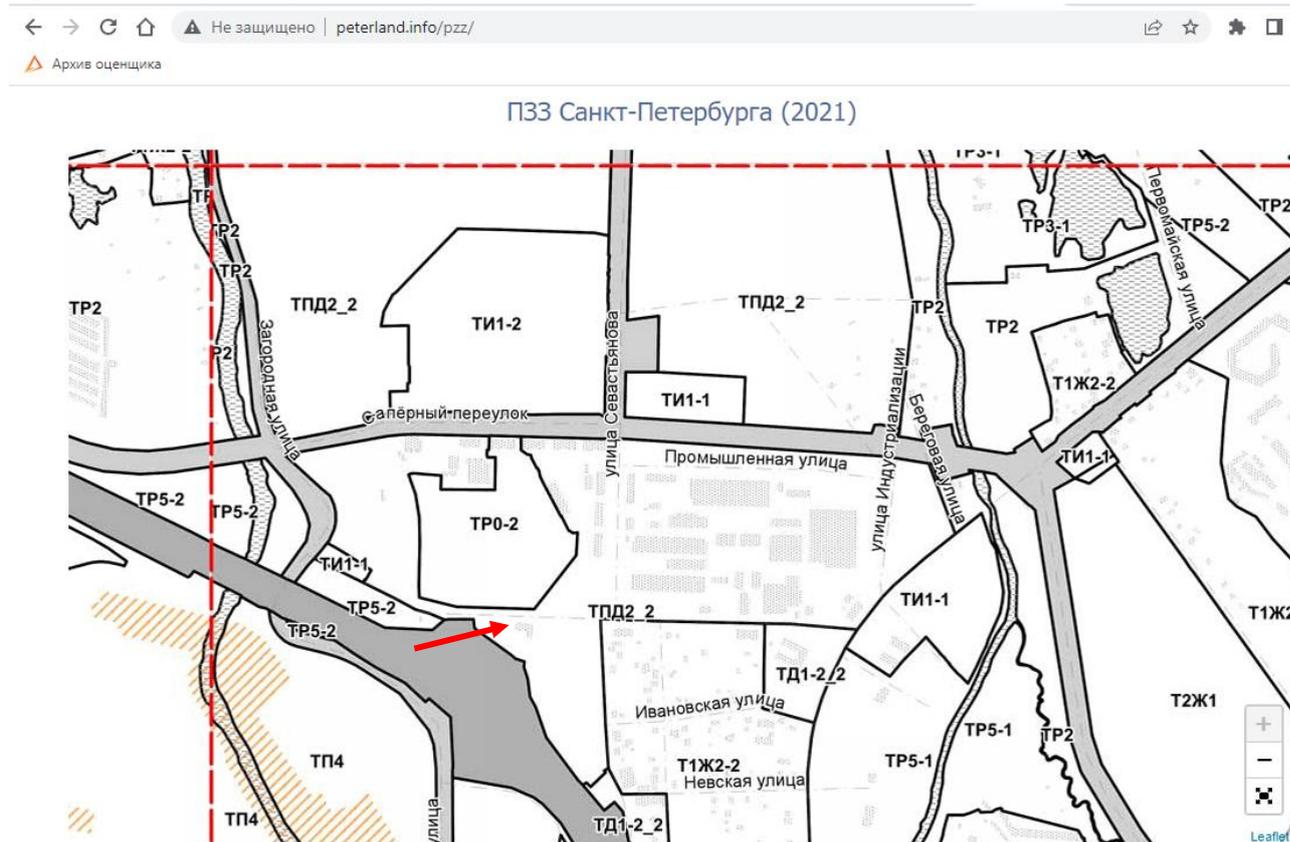 Не защищено | peterland.info/pzz/
Архив оценщика
ПЗЗ Санкт-Петербурга (2021)
ТР3-1
ТР2
ТР3-1
ТР5-2
Первомайская улица
ТР2
ТР2
ТР2
ТПД2_2
ТИ1-2
ТПД2_2
ТР2
ТР2
Загородная улица
улица Севастьянова
улица Индустриализации
Береговая улица
Т1Ж2-2
ТИ1-1
Сапёрный переулок
Промышленная улица
ТИ1-1
ТР5-2
ТР5-2
ТР0-2
ТИ1-1
ТР5-2
ТПД2_2
ТИ1-1
ТР5-2
ТД1-2_2
Ивановская улица
Т2Ж1
ТР5-1
ТР2
ТП4
Т1Ж2-2
ТР5-1
Невская улица
ТП4
ТД1-2_2
улица
+
−
Leaflet